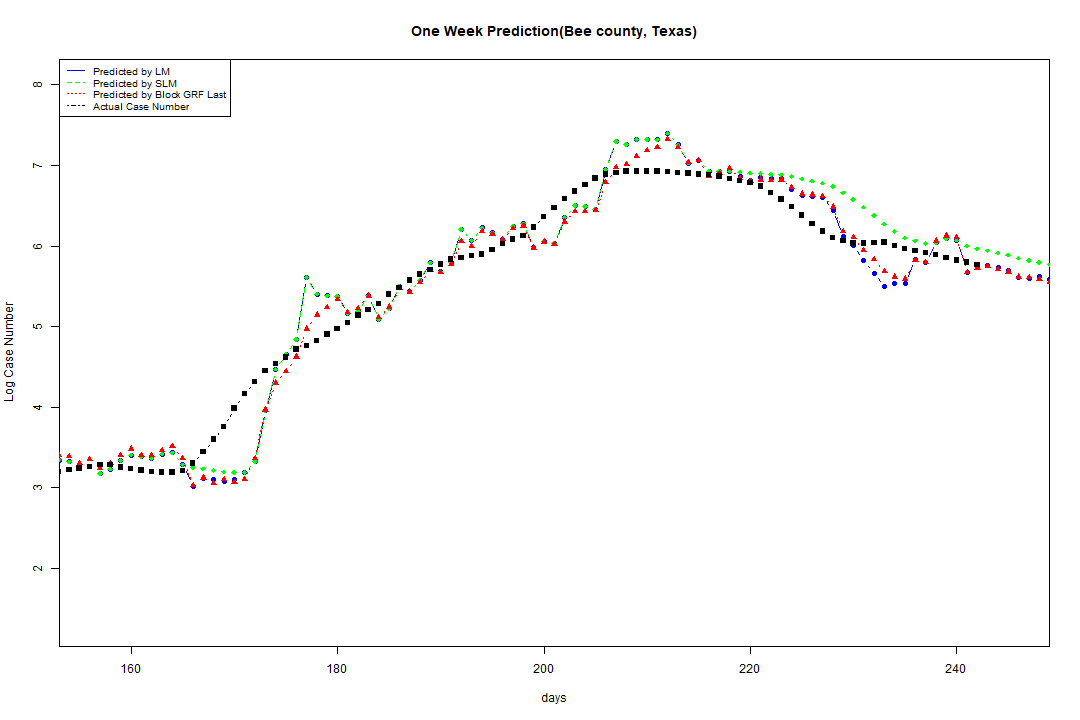 One Week Prediction(Bee county, Texas)
Predicted by LM
Predicted by SLM
Predicted by Block GRF Last
Actual Case Number
8
7
6
5
4
3
2
Log Case Number
160 180 200 220 240
days